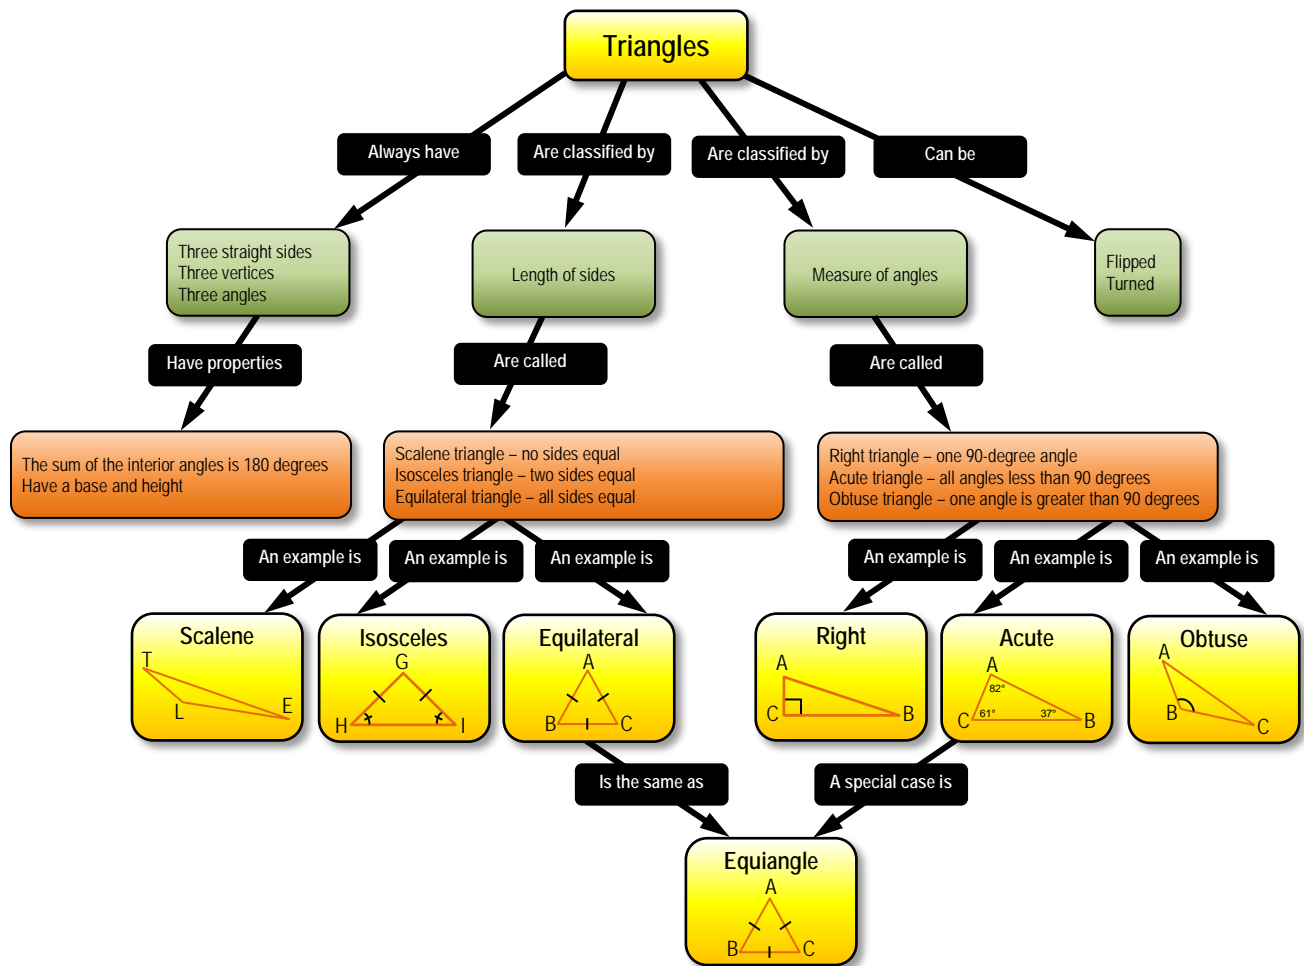 Triangles
Always have
Are classified by
Are classified by
Can be
Three straight sides
Three vertices
Three angles
Length of sides
Measure of angles
Flipped
Turned
Have properties
Are called
Are called
The sum of the interior angles is 180 degrees
Have a base and height
Scalene triangle – no sides equal
Isosceles triangle – two sides equal
Equilateral triangle – all sides equal
Right triangle – one 90-degree angle
Acute triangle – all angles less than 90 degrees
Obtuse triangle – one angle is greater than 90 degrees
An example is
An example is
An example is
An example is
An example is
An example is
Scalene
T
L
E
Isosceles
G
H
I
Equilateral
A
B
C
Right
A
C
B
Acute
A
82°
C
61°
37°
B
Obtuse
A
B
C
Is the same as
A special case is
Equiangle
A
B
C